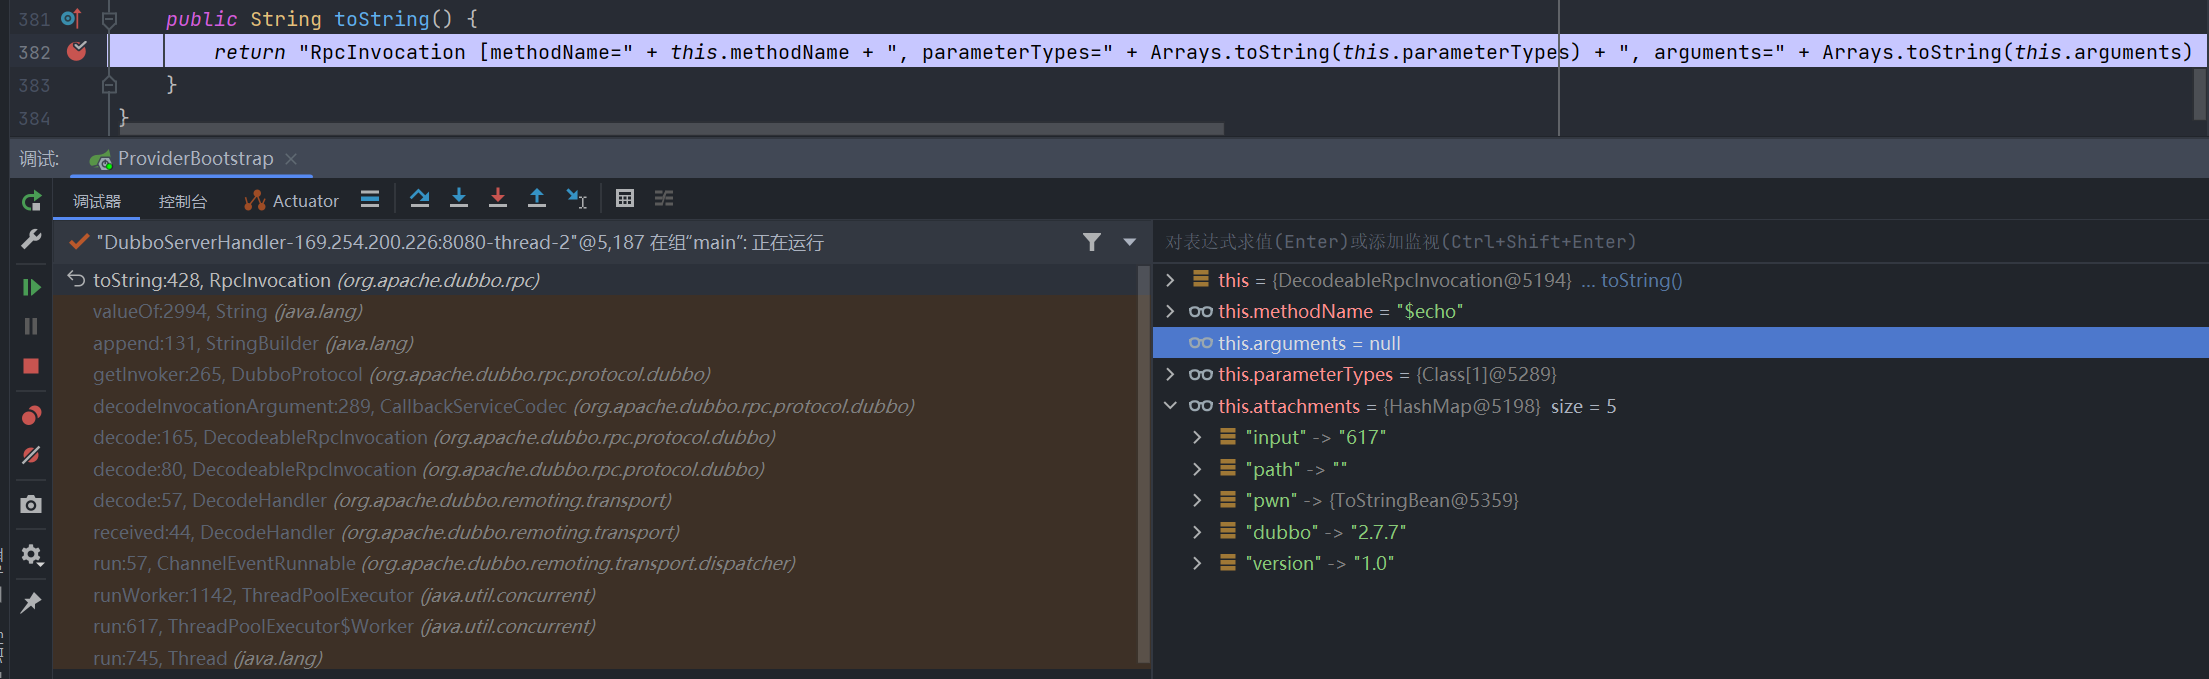 381 public String toString() {
382 return "RpcInvocation [methodName=" + this.methodName + ", parameterTypes=" + Arrays.toString(this.parameterTypes) + ", arguments=" + Arrays.toString(this.arguments)
383 }
384 }
调试: ProviderBootstrap
调试器 控制台 Actuator
"DubboServerHandler-169.254.200.226:8080-thread-2"@5,187 在组"main": 正在运行
toString:428, RpcInvocation (org.apache.dubbo.rpc)
valueOf:2994, String (java.lang)
append:131, StringBuilder (java.lang)
getInvoker:265, DubboProtocol (org.apache.dubbo.rpc.protocol.dubbo)
decodeInvocationArgument:289, CallbackServiceCodec (org.apache.dubbo.rpc.protocol.dubbo)
decode:165, DecodeableRpcInvocation (org.apache.dubbo.rpc.protocol.dubbo)
decode:80, DecodeableRpcInvocation (org.apache.dubbo.rpc.protocol.dubbo)
decode:57, DecodeHandler (org.apache.dubbo.remoting.transport)
received:44, DecodeHandler (org.apache.dubbo.remoting.transport)
run:57, ChannelEventRunnable (org.apache.dubbo.remoting.transport.dispatcher)
runWorker:1142, ThreadPoolExecutor (java.util.concurrent)
run:617, ThreadPoolExecutor$Worker (java.util.concurrent)
run:745, Thread (java.lang)
对表达式求值(Enter)或添加监视(Ctrl+Shift+Enter)
this = {DecodeableRpcInvocation@5194} ... toString()
this.methodName = "$echo"
this.arguments = null
this.parameterTypes = {Class[1]@5289}
this.attachments = {HashMap@5198} size = 5
"input" -> "617"
"path" -> ""
"pwn" -> {ToStringBean@5359}
"dubbo" -> "2.7.7"
"version" -> "1.0"